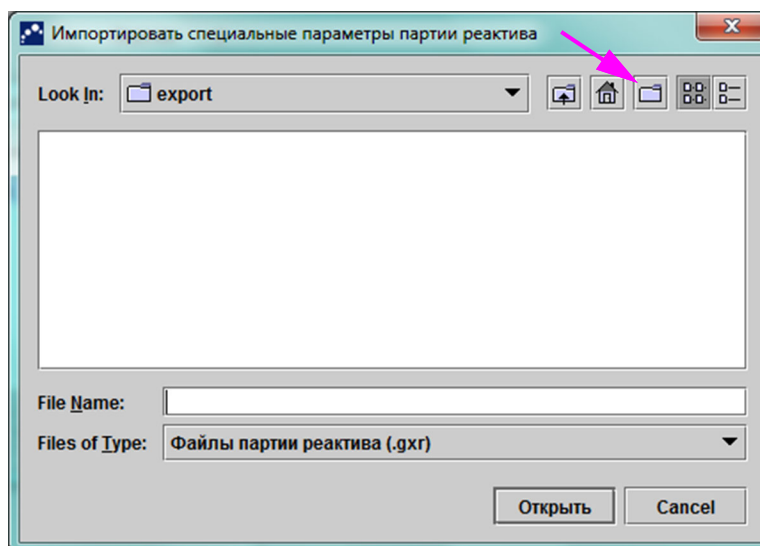 Импортировать специальные параметры партии реактива
Look In: export
File Name:
Files of Type: Файлы партии реактива (.gxr)
Открыть Cancel